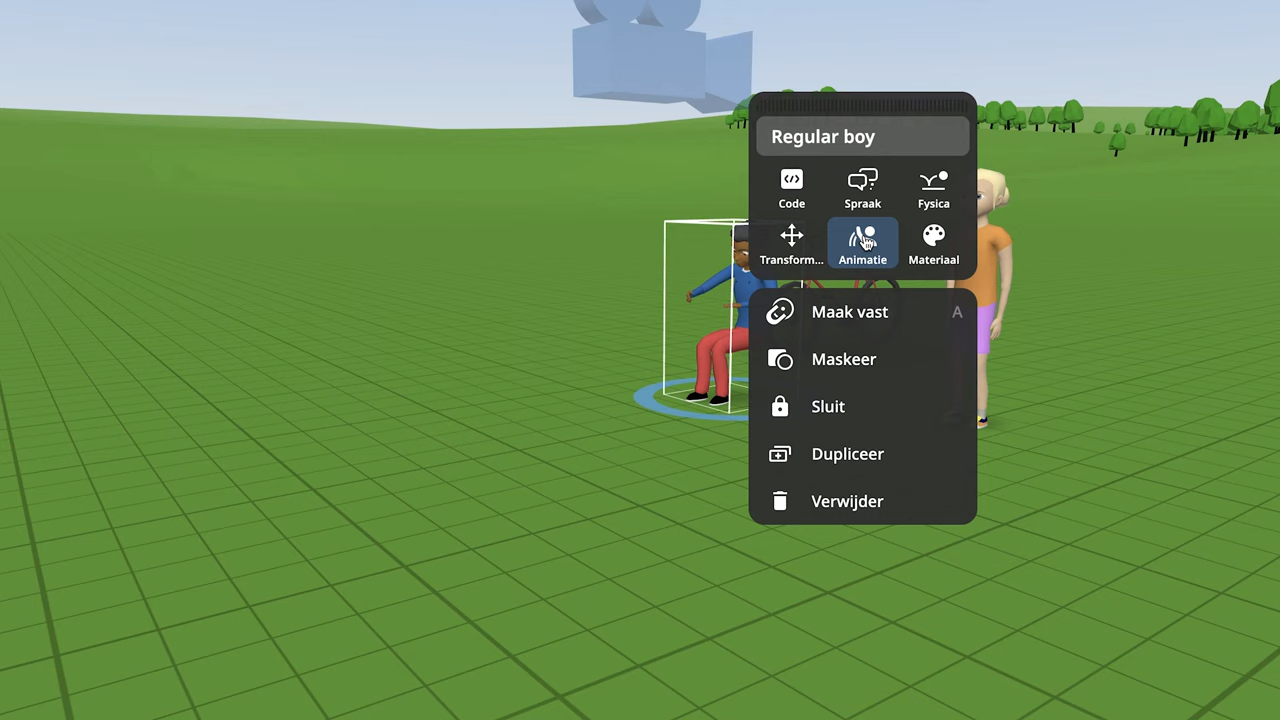 Regular boy
Code Spraak Fysica
Transform... Animatie Materiaal
Maak vast A
Maskeer
Sluit
Dupliceer
Verwijder